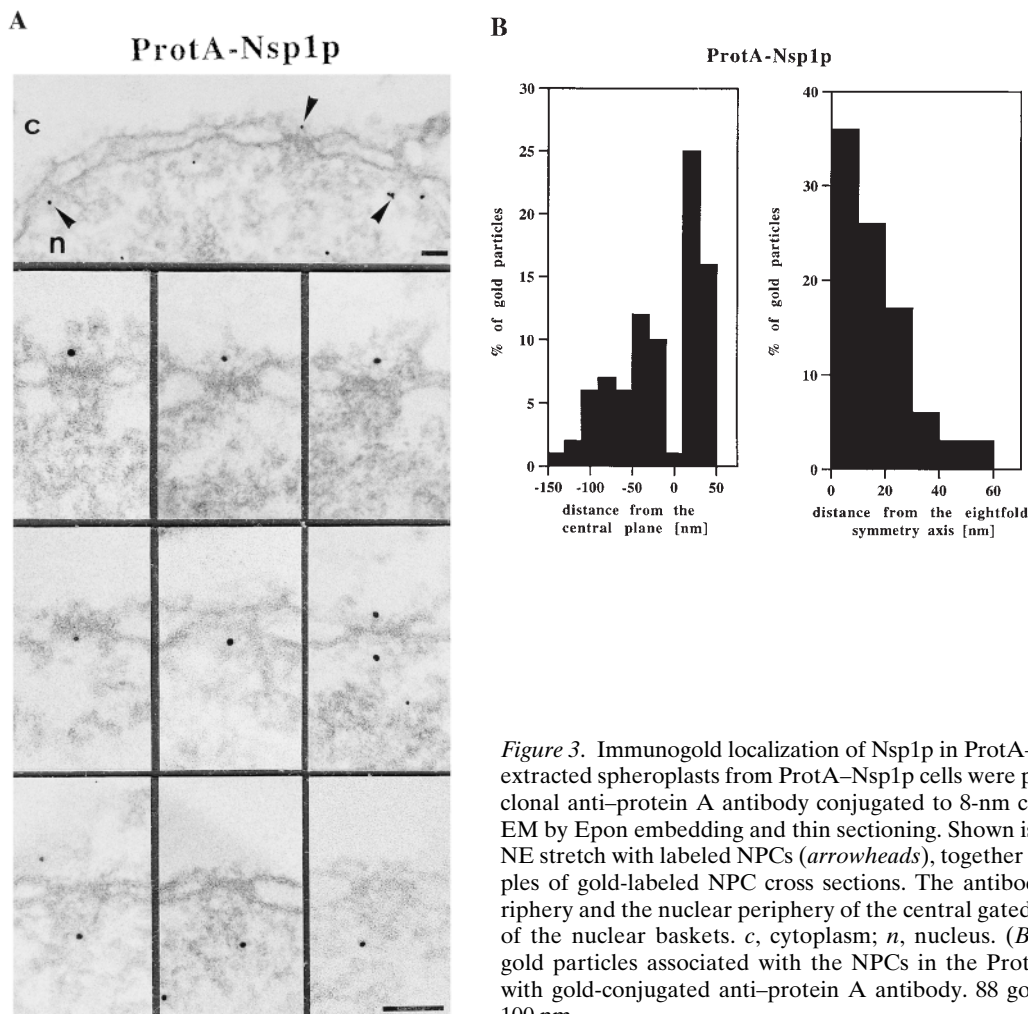 A
ProtA-Nsp1p
c
n
B
ProtA-Nsp1p
30
25
20
15
10
5
0
% of gold particles
-150 -100 -50 0 50
distance from the
central plane [nm]
40
30
20
10
0
% of gold particles
0 20 40 60
distance from the eightfold
symmetry axis [nm]
Figure 3. Immunogold localization of Nsp1p in ProtA–
extracted spheroplasts from ProtA–Nsp1p cells were p
clonal anti–protein A antibody conjugated to 8-nm c
EM by Epon embedding and thin sectioning. Shown is
NE stretch with labeled NPCs (arrowheads), together
ples of gold-labeled NPC cross sections. The antibod
riphery and the nuclear periphery of the central gated
of the nuclear baskets. c, cytoplasm; n, nucleus. (B
gold particles associated with the NPCs in the Prot
with gold-conjugated anti–protein A antibody. 88 go
100 nm